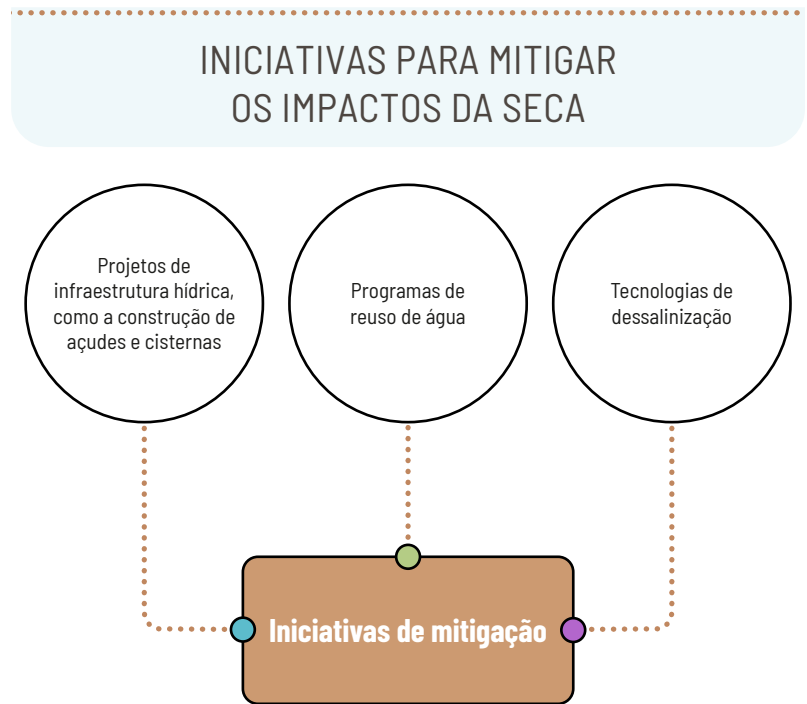 INICIATIVAS PARA MITIGAR
OS IMPACTOS DA SECA
Projetos de
infraestrutura hídrica,
como a construção de
açudes e cisternas
Programas de
reuso de água
Tecnologias de
dessalinização
Iniciativas de mitigação